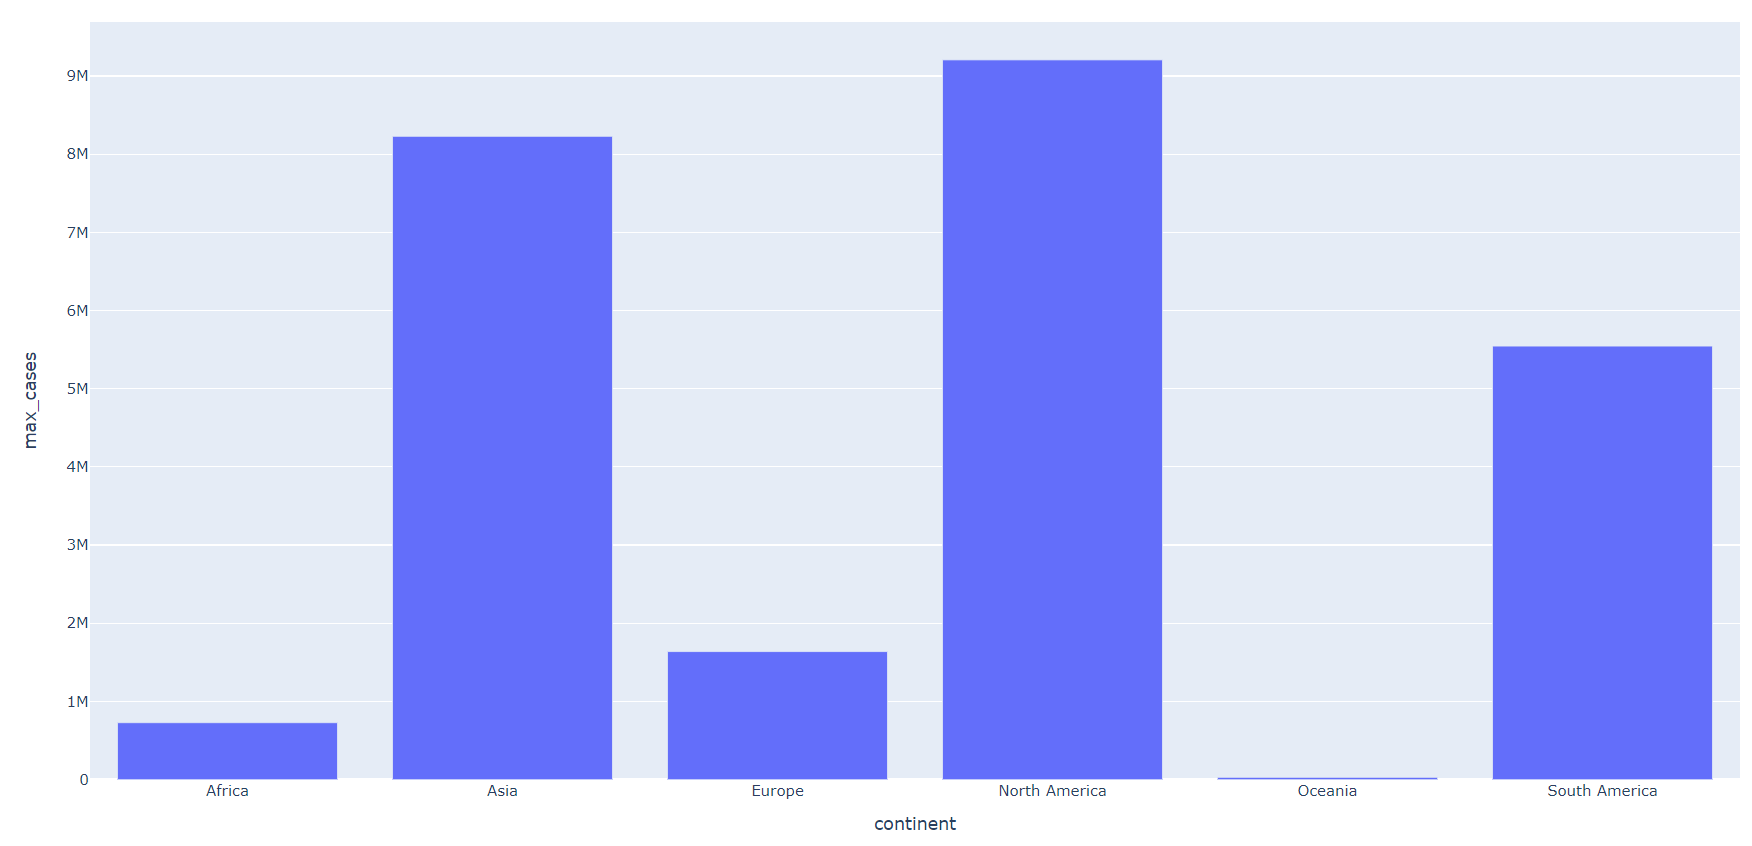 9M
8M
7M
6M
5M
4M
3M
2M
1M
0
max_cases
Africa Asia Europe North America Oceania South America
continent